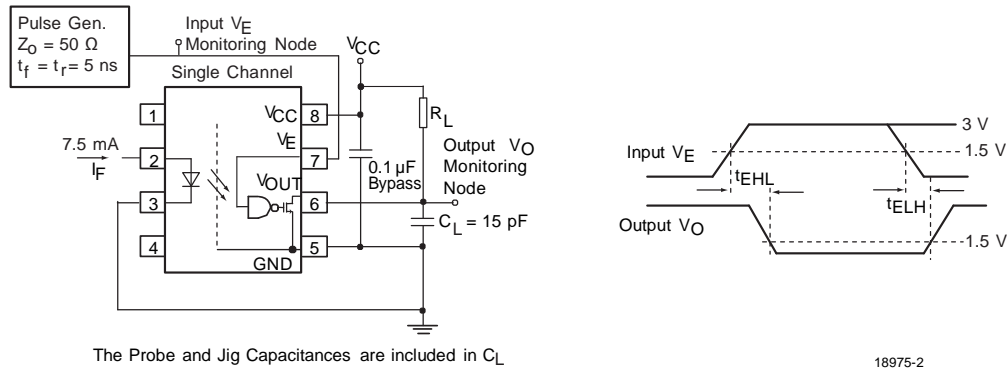 Pulse Gen.
Z_O = 50 Ω
t_f = t_r = 5 ns
Input V_E
Monitoring Node
V_CC
Single Channel
1
2
3
4
V_CC
V_E
V_OUT
GND
8
7
6
5
7.5 mA
I_F
0.1 μF
Bypass
R_L
Output V_O
Monitoring
Node
C_L = 15 pF
The Probe and Jig Capacitances are included in C_L
3 V
Input V_E
1.5 V
t_EHL
t_ELH
Output V_O
1.5 V
18975-2